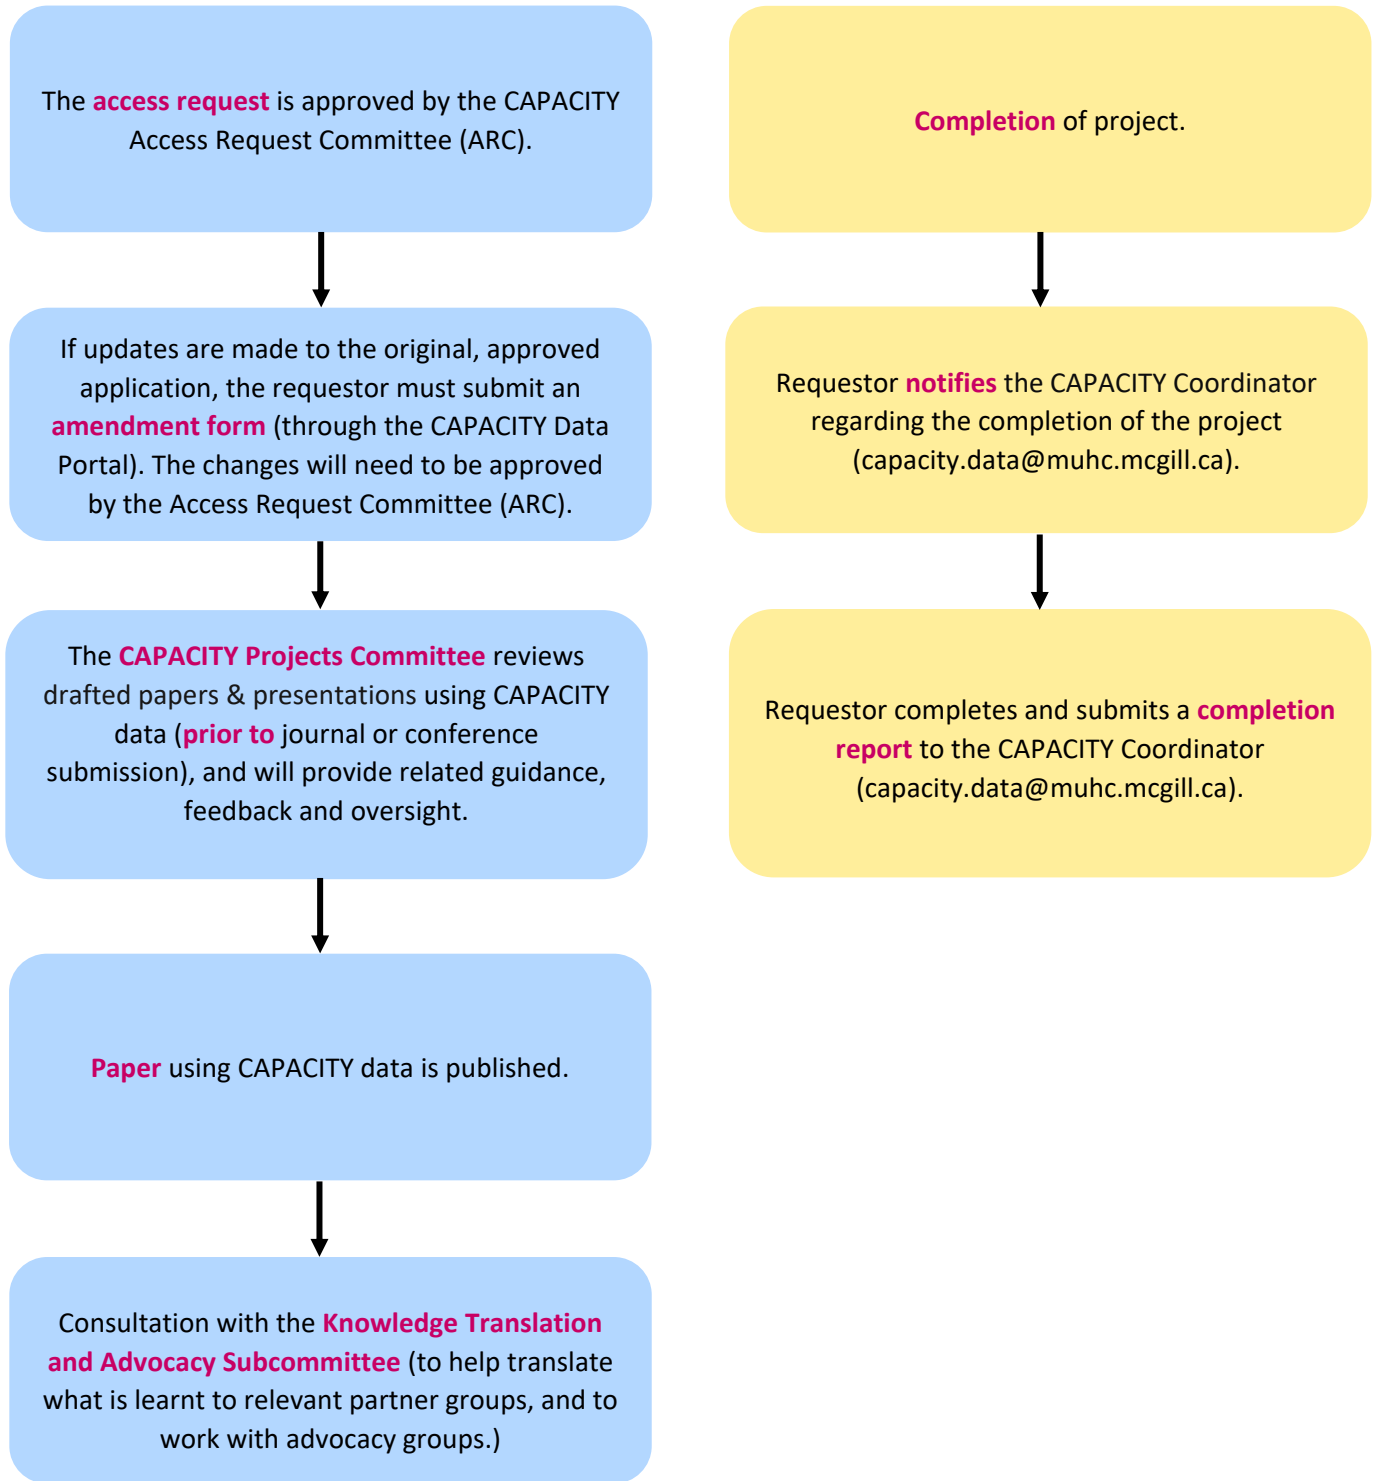 The access request is approved by the CAPACITY
Access Request Committee (ARC).
If updates are made to the original, approved
application, the requestor must submit an
amendment form (through the CAPACITY Data
Portal). The changes will need to be approved
by the Access Request Committee (ARC).
The CAPACITY Projects Committee reviews
drafted papers & presentations using CAPACITY
data (prior to journal or conference
submission), and will provide related guidance,
feedback and oversight.
Paper using CAPACITY data is published.
Consultation with the Knowledge Translation
and Advocacy Subcommittee (to help translate
what is learnt to relevant partner groups, and to
work with advocacy groups.)
Completion of project.
Requestor notifies the CAPACITY Coordinator
regarding the completion of the project
(capacity.data@muhc.mcgill.ca).
Requestor completes and submits a completion
report to the CAPACITY Coordinator
(capacity.data@muhc.mcgill.ca).